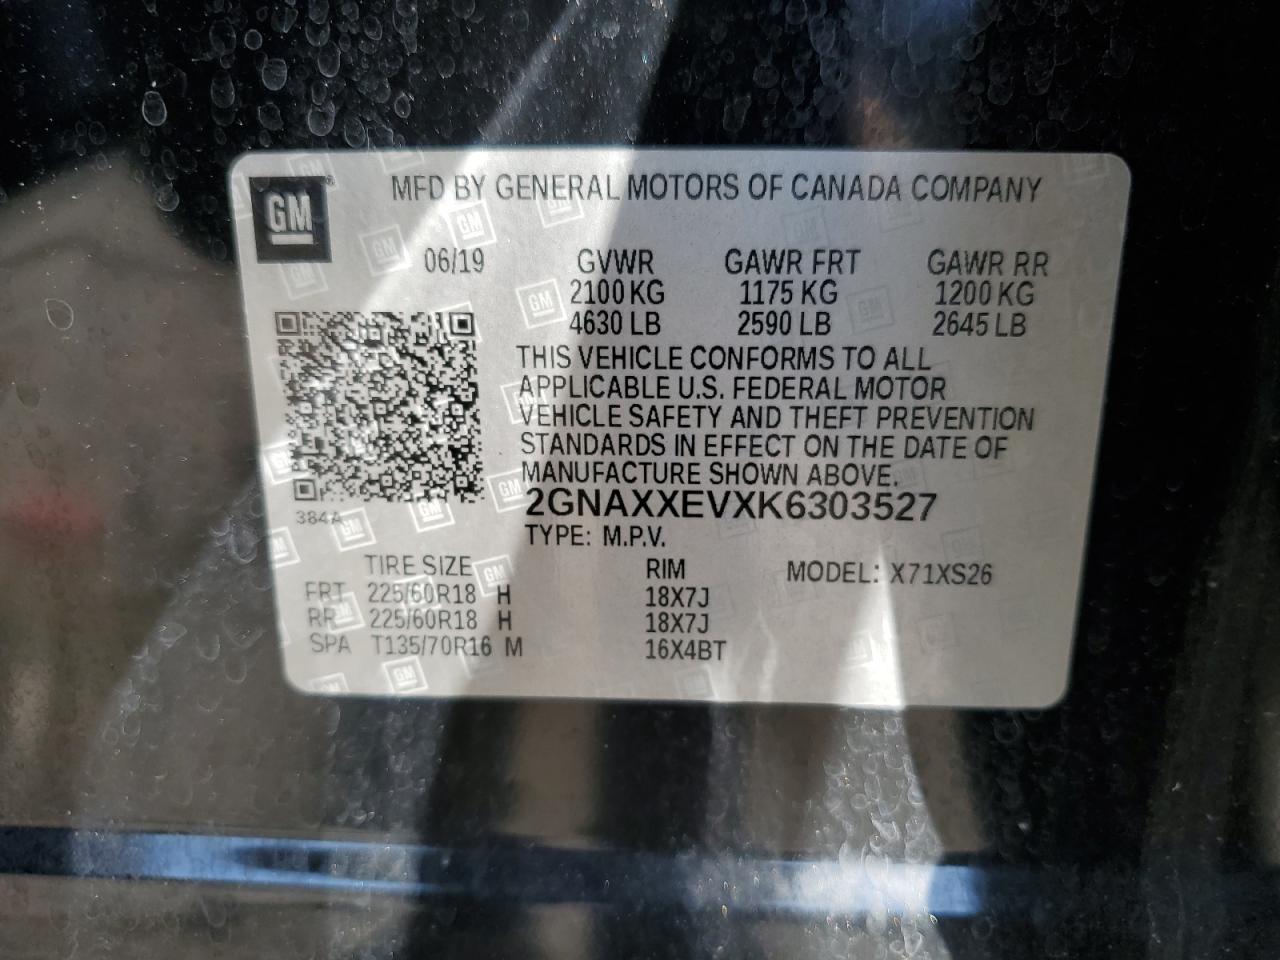 GM
MFD BY GENERAL MOTORS OF CANADA COMPANY
06/19 GVWR GAWR FRT GAWR RR
2100 KG 1175 KG 1200 KG
4630 LB 2590 LB 2645 LB
THIS VEHICLE CONFORMS TO ALL
APPLICABLE U.S. FEDERAL MOTOR
VEHICLE SAFETY AND THEFT PREVENTION
STANDARDS IN EFFECT ON THE DATE OF
MANUFACTURE SHOWN ABOVE.
2GNAXXEVXK6303527
384A
TYPE: M.P.V.
TIRE SIZE RIM MODEL: X71XS26
FRT 225/60R18 H 18X7J
RR 225/60R18 H 18X7J
SPA T135/70R16 M 16X4BT